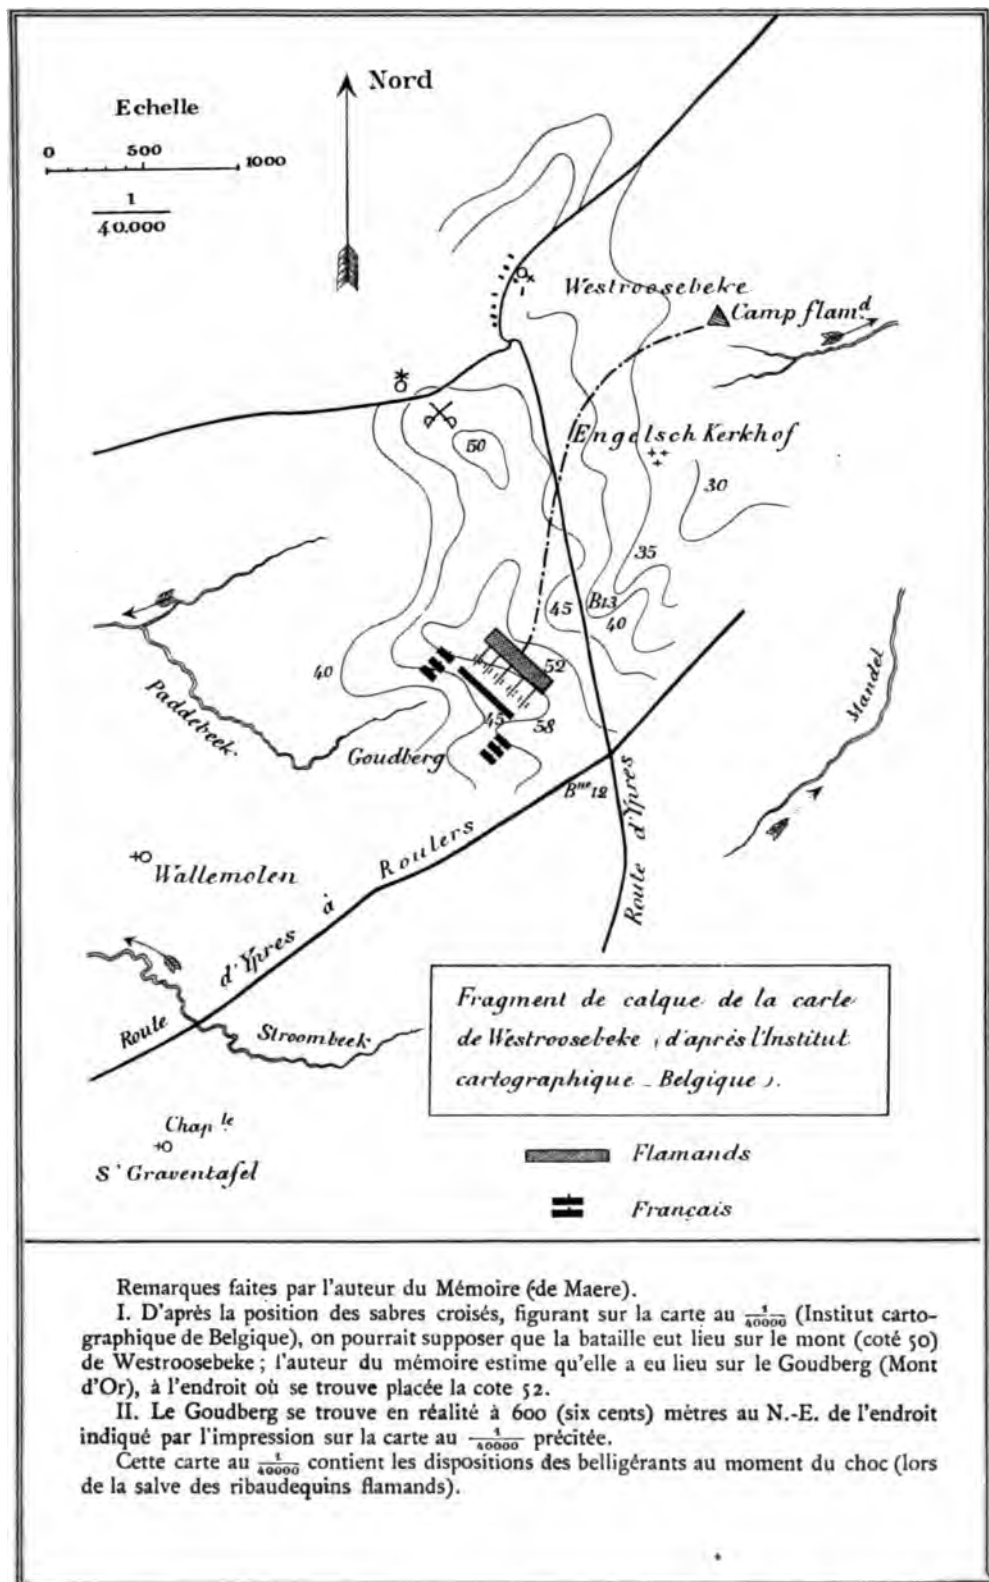 Nord
Echelle
0 500 1000
1
40.000
Westroosebeke
Camp flam.d
Engelsch Kerkhof
50
30
35
45
B13
40
40
52
45
58
Paddebeek.
Goudberg
Mandel
Bne 12
Route d'Ypres
Wallemolen
Route d'Ypres à Roulers
Stroombeek
Fragment de calque de la carte
de Westroosebeke (d'après l'Institut
cartographique - Belgique).
Chaple
S' Graventafel
Flamands
Français
Remarques faites par l'auteur du Mémoire (de Maere).
I. D'après la position des sabres croisés, figurant sur la carte au 1/40000 (Institut carto-
graphique de Belgique), on pourrait supposer que la bataille eut lieu sur le mont (coté 50)
de Westroosebeke ; l'auteur du mémoire estime qu'elle a eu lieu sur le Goudberg (Mont
d'Or), à l'endroit où se trouve placée la cote 52.
II. Le Goudberg se trouve en réalité à 600 (six cents) mètres au N.-E. de l'endroit
indiqué par l'impression sur la carte au 1/40000 précitée.
Cette carte au 1/40000 contient les dispositions des belligérants au moment du choc (lors
de la salve des ribaudequins flamands).